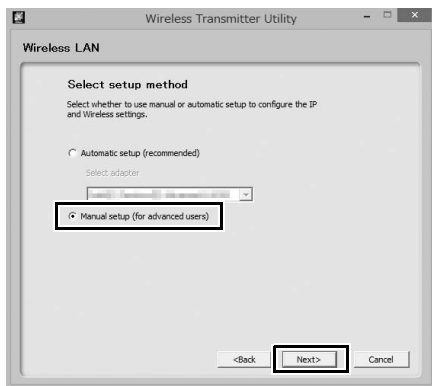 Wireless Transmitter Utility
Wireless LAN
Select setup method
Select whether to use manual or automatic setup to configure the IP
and Wireless settings.
Automatic setup (recommended)
Select adapter
Manual setup (for advanced users)
<Back
Next>
Cancel